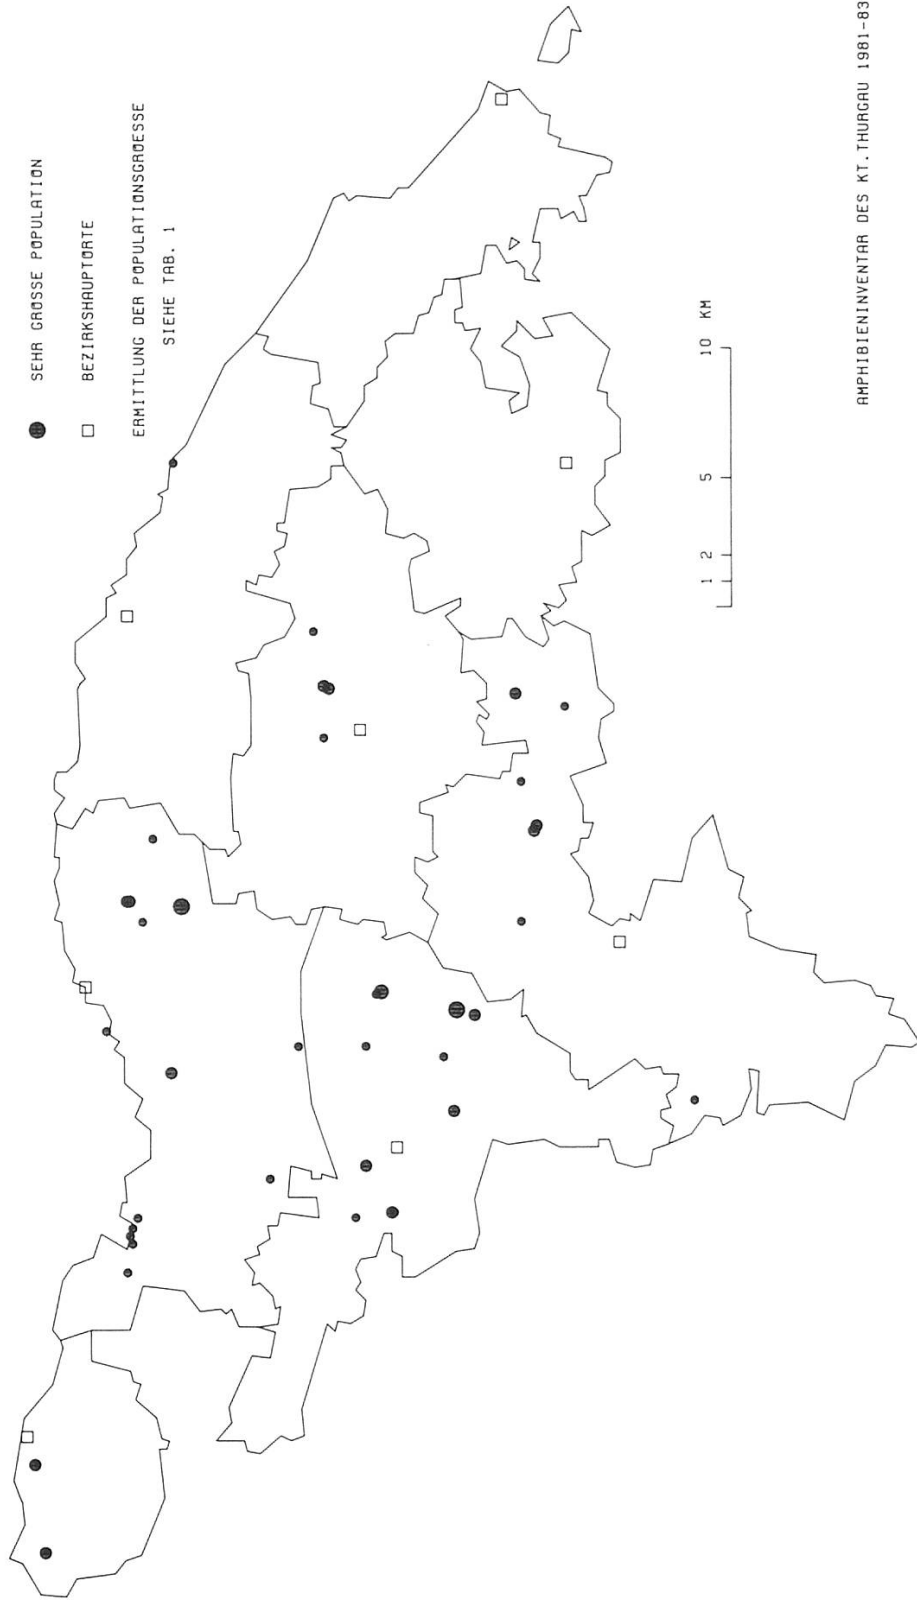 SEHR GROSSE POPULATION
BEZIRKSHAUPTORTE
ERMITTLUNG DER POPULATIONSGROESSE
SIEHE TAB. 1
1 2 5 10 KM
AMPHIBIENINVENTAR DES KT.THURGAU 1981-83